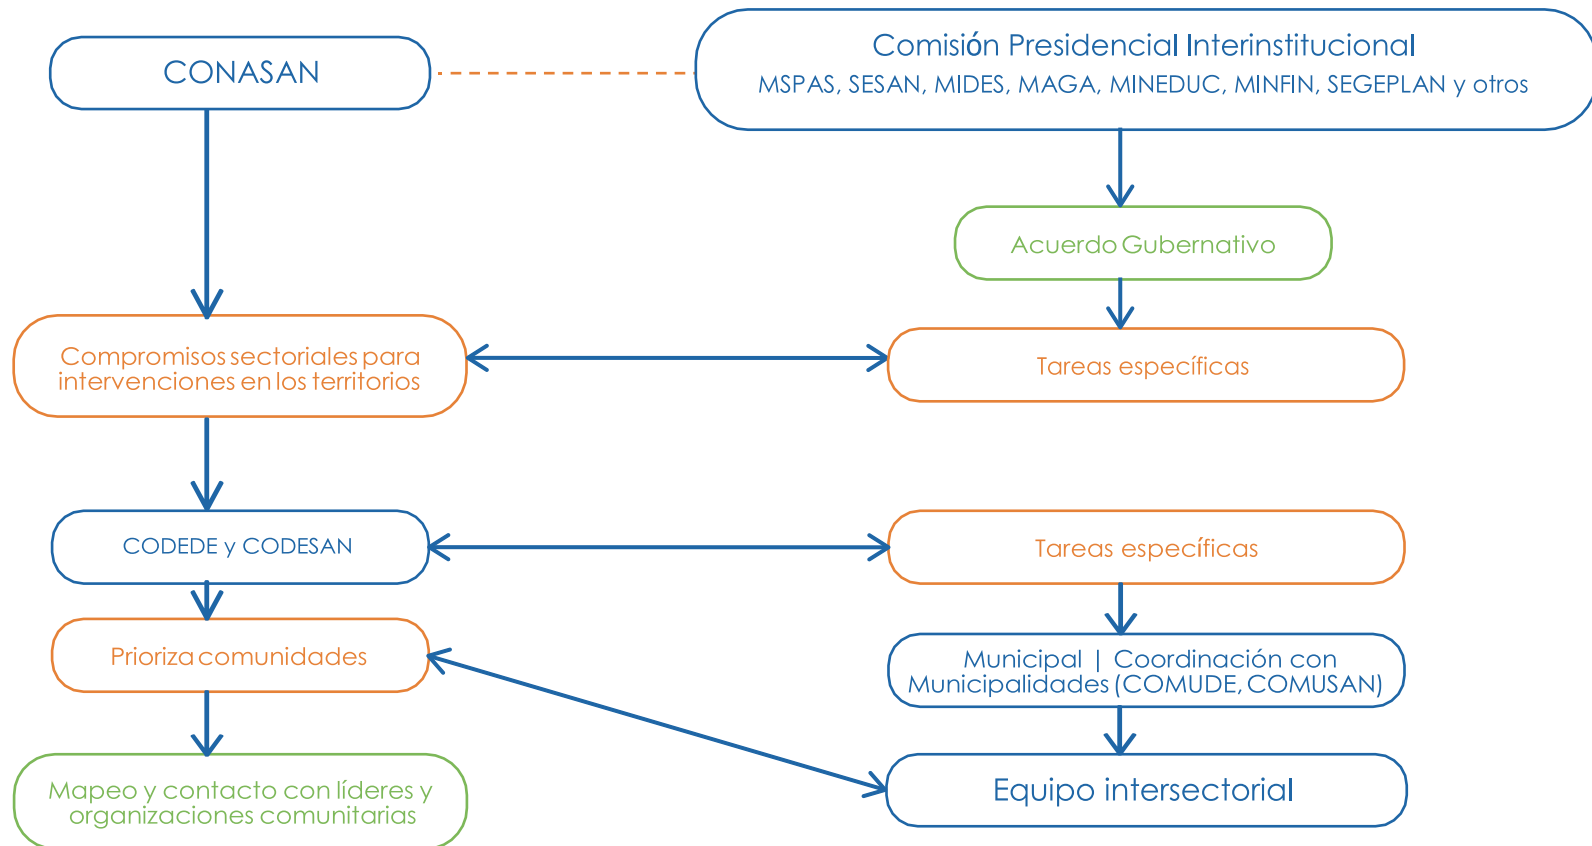 CONASAN
Comisión Presidencial Interinstitucional
MSPAS, SESAN, MIDES, MAGA, MINEDUC, MINFIN, SEGEPLAN y otros
Acuerdo Gubernativo
Compromisos sectoriales para
intervenciones en los territorios
Tareas específicas
CODEDE y CODESAN
Tareas específicas
Prioriza comunidades
Municipal | Coordinación con
Municipalidades (COMUDE, COMUSAN)
Mapeo y contacto con líderes y
organizaciones comunitarias
Equipo intersectorial